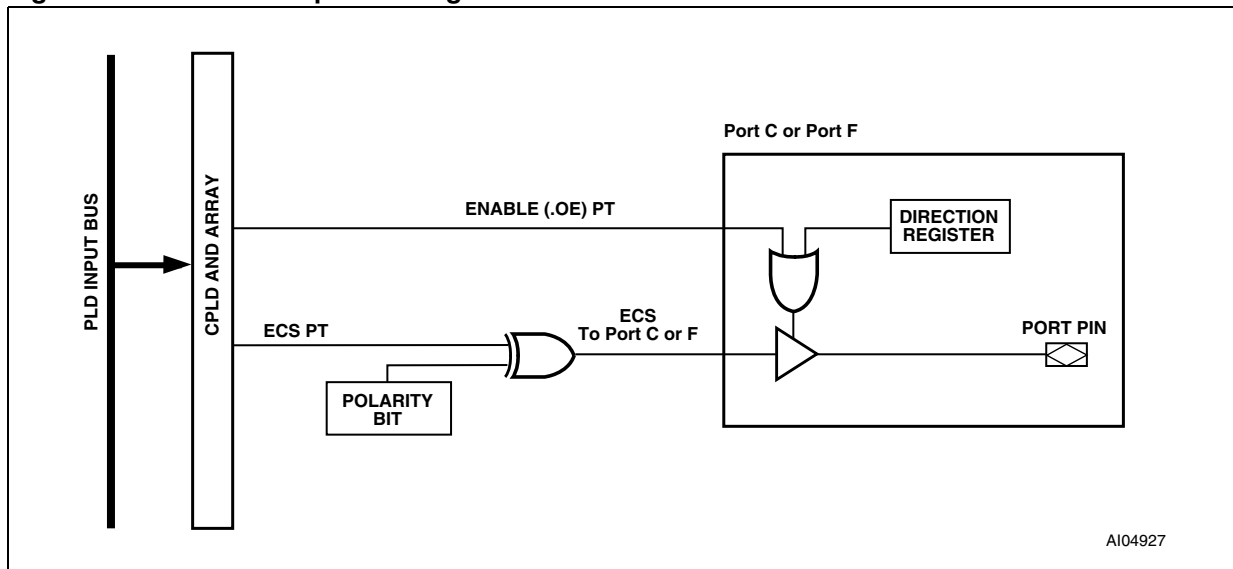 Port C or Port F
PLD INPUT BUS
CPLD AND ARRAY
ENABLE (.OE) PT
DIRECTION
REGISTER
ECS PT
ECS
To Port C or F
PORT PIN
POLARITY
BIT
AI04927